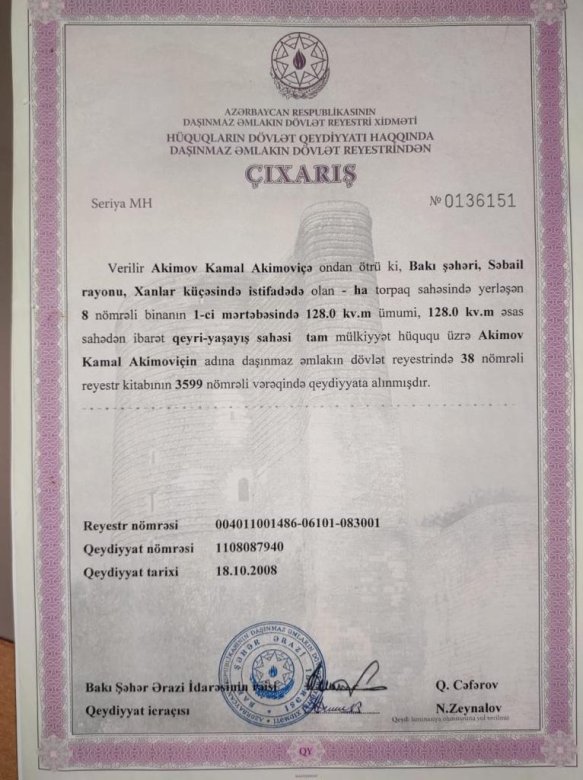 AZƏRBAYCAN RESPUBLİKASININ
DAŞINMAZ ƏMLAKIN DÖVLƏT REYESTRİ XİDMƏTİ
HÜQUQLARIN DÖVLƏT QEYDİYYATI HAQQINDA
DAŞINMAZ ƏMLAKIN DÖVLƏT REYESTRİNDƏN
ÇIXARIŞ
Seriya MH № 0136151
Verilir Akimov Kamal Akimoviçə ondan ötrü ki, Bakı şəhəri, Səbail
rayonu, Xanlar küçəsində istifadədə olan - ha torpaq sahəsində yerləşən
8 nömrəli binanın 1-ci mərtəbəsində 128.0 kv.m ümumi, 128.0 kv.m əsas
sahədən ibarət qeyri-yaşayış sahəsi tam mülkiyyət hüququ üzrə Akimov
Kamal Akimoviçin adına daşınmaz əmlakın dövlət reyestrində 38 nömrəli
reyestr kitabının 3599 nömrəli vərəqində qeydiyyata alınmışdır.
Reyestr nömrəsi 004011001486-06101-083001
Qeydiyyat nömrəsi 1108087940
Qeydiyyat tarixi 18.10.2008
Bakı Şəhər Ərazi İdarəsinin rəisi Q. Cəfərov
Qeydiyyat icraçısı N.Zeynalov
QY